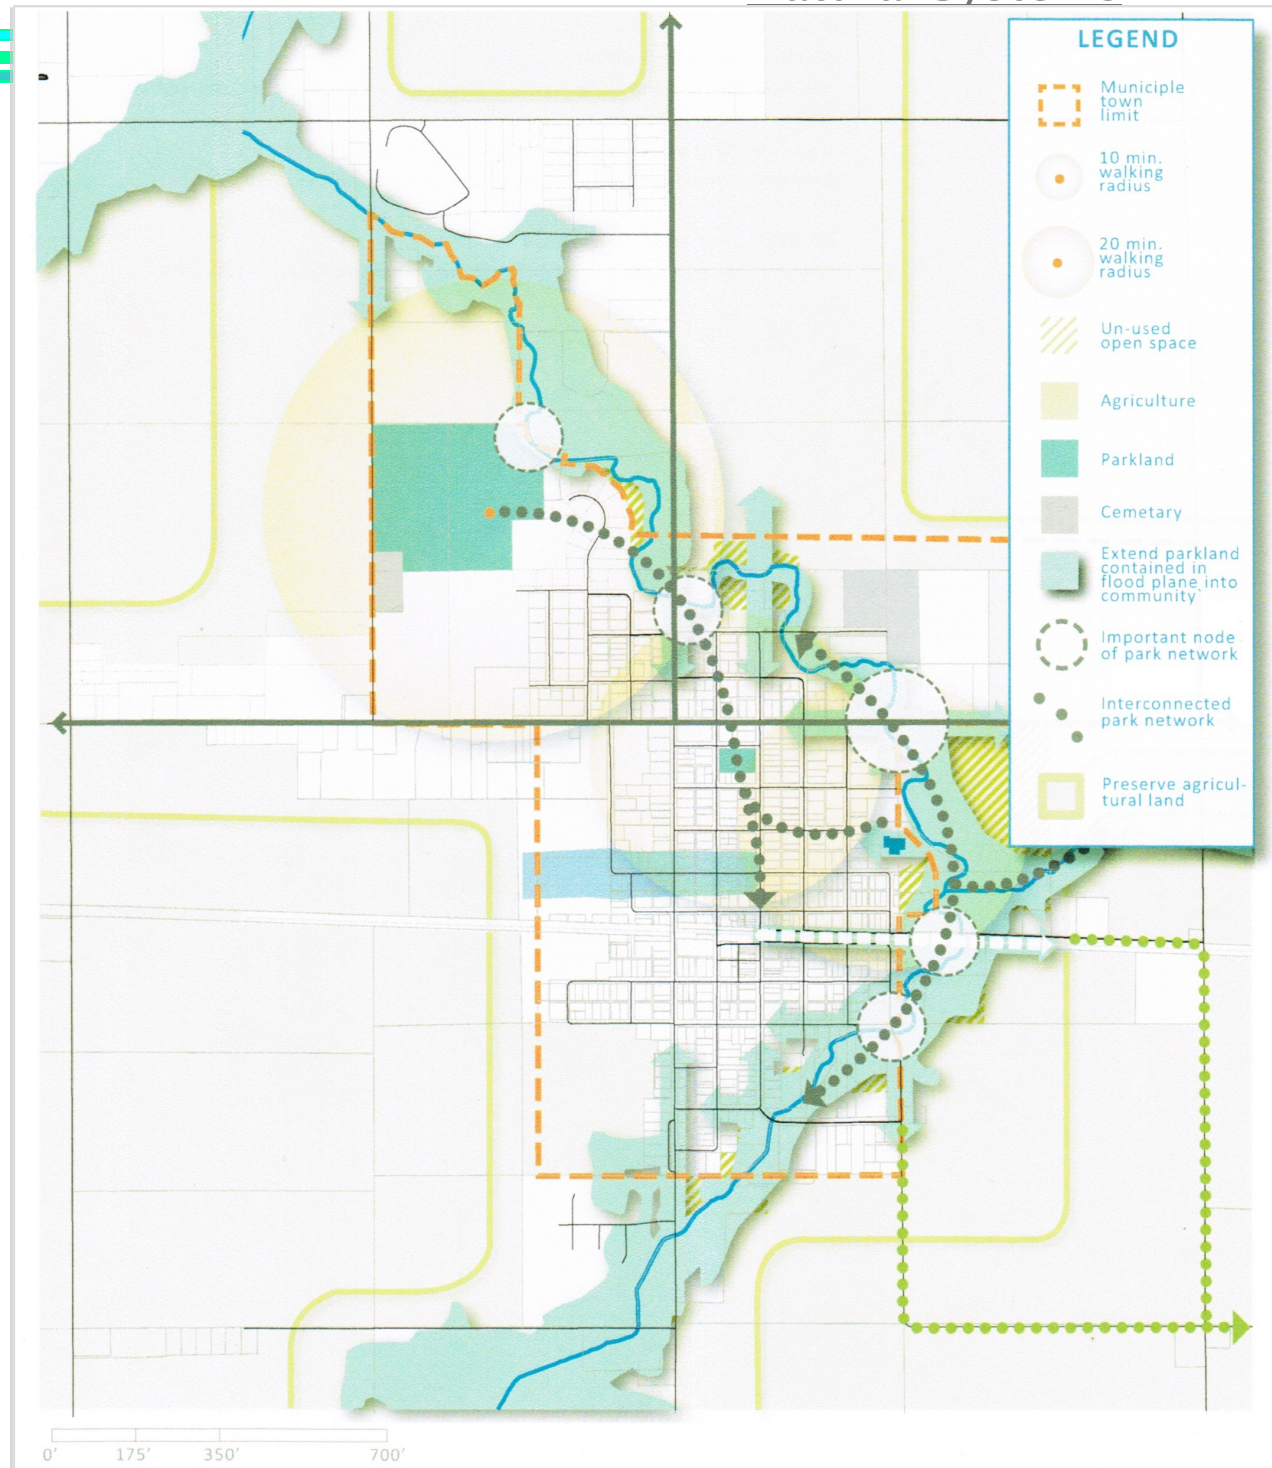 LEGEND
Municiple
town
limit
10 min.
walking
radius
20 min.
walking
radius
Un-used
open space
Agriculture
Parkland
Cemetary
Extend parkland
contained in
flood plane into
community
Important node
of park network
Interconnected
park network
Preserve agricul-
tural land
0' 175' 350' 700'